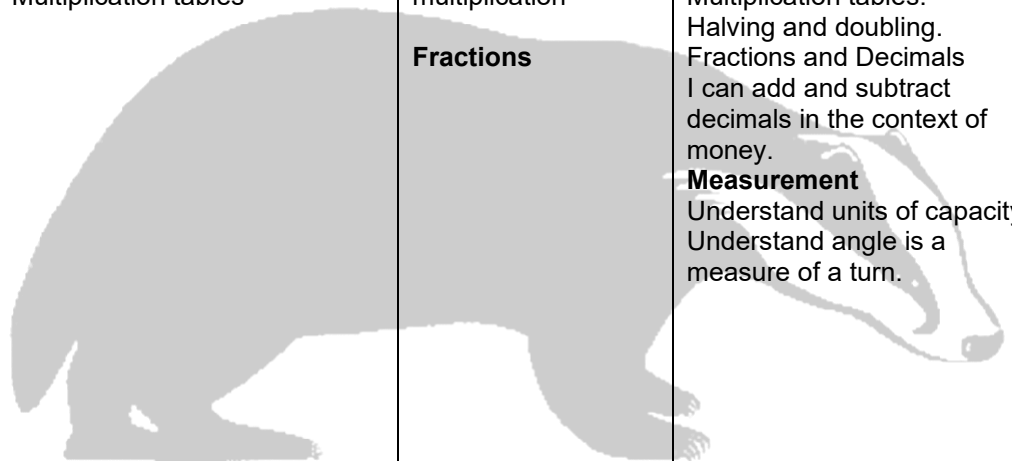 Multiplication tables
multiplication
Fractions
Multiplication tables.
Halving and doubling.
Fractions and Decimals
I can add and subtract
decimals in the context of
money.
Measurement
Understand units of capacity
Understand angle is a
measure of a turn.